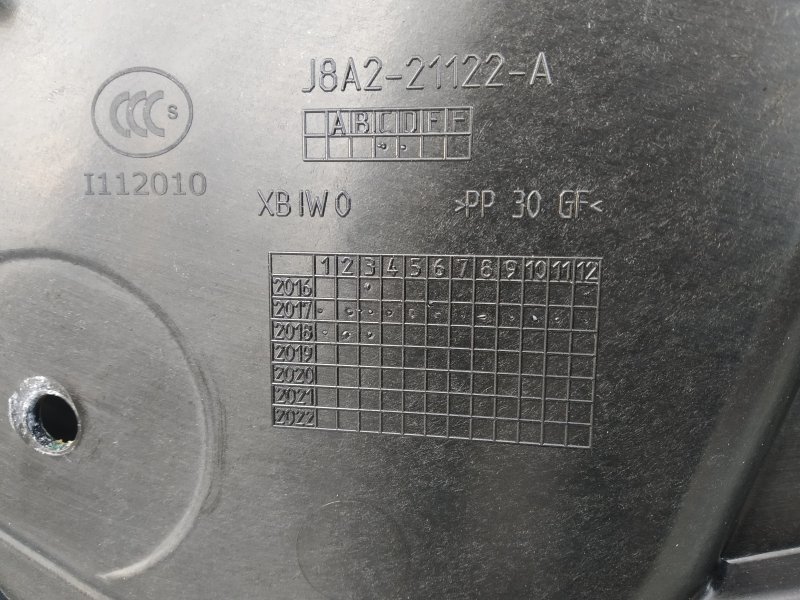 J8A2-21122-A
CCC S
A B C D E F
I112010
XBIW0
>PP 30 GF<
1 2 3 4 5 6 7 8 9 10 11 12
2016
2017
2018
2019
2020
2021
2022